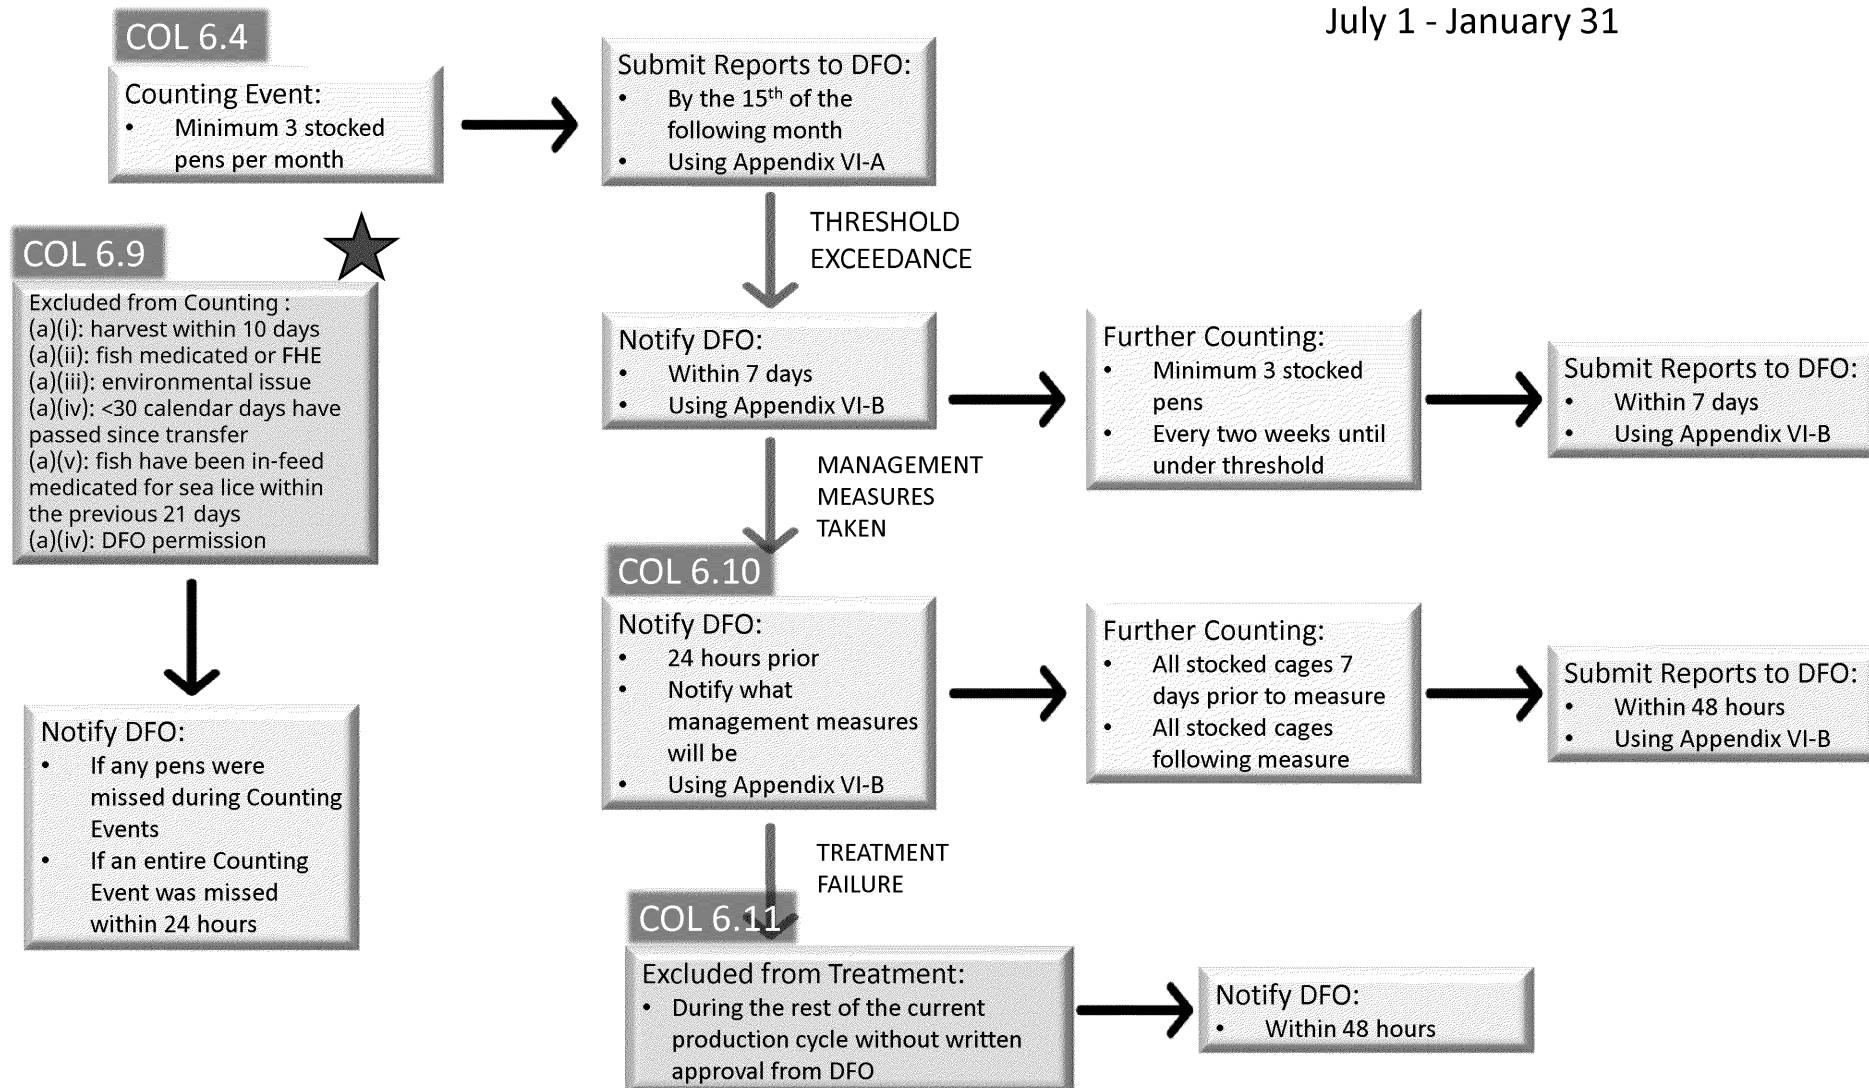 July 1 - January 31
COL 6.4
Counting Event:
• Minimum 3 stocked
pens per month
Submit Reports to DFO:
• By the 15th of the
following month
• Using Appendix VI-A
THRESHOLD
EXCEEDANCE
COL 6.9
Excluded from Counting :
(a)(i): harvest within 10 days
(a)(ii): fish medicated or FHE
(a)(iii): environmental issue
(a)(iv): <30 calendar days have
passed since transfer
(a)(v): fish have been in-feed
medicated for sea lice within
the previous 21 days
(a)(iv): DFO permission
Notify DFO:
• If any pens were
missed during Counting
Events
• If an entire Counting
Event was missed
within 24 hours
Notify DFO:
• Within 7 days
• Using Appendix VI-B
Further Counting:
• Minimum 3 stocked
pens
• Every two weeks until
under threshold
Submit Reports to DFO:
• Within 7 days
• Using Appendix VI-B
MANAGEMENT
MEASURES
TAKEN
COL 6.10
Notify DFO:
• 24 hours prior
• Notify what
management measures
will be
• Using Appendix VI-B
Further Counting:
• All stocked cages 7
days prior to measure
• All stocked cages
following measure
Submit Reports to DFO:
• Within 48 hours
• Using Appendix VI-B
TREATMENT
FAILURE
COL 6.11
Excluded from Treatment:
• During the rest of the current
production cycle without written
approval from DFO
Notify DFO:
• Within 48 hours